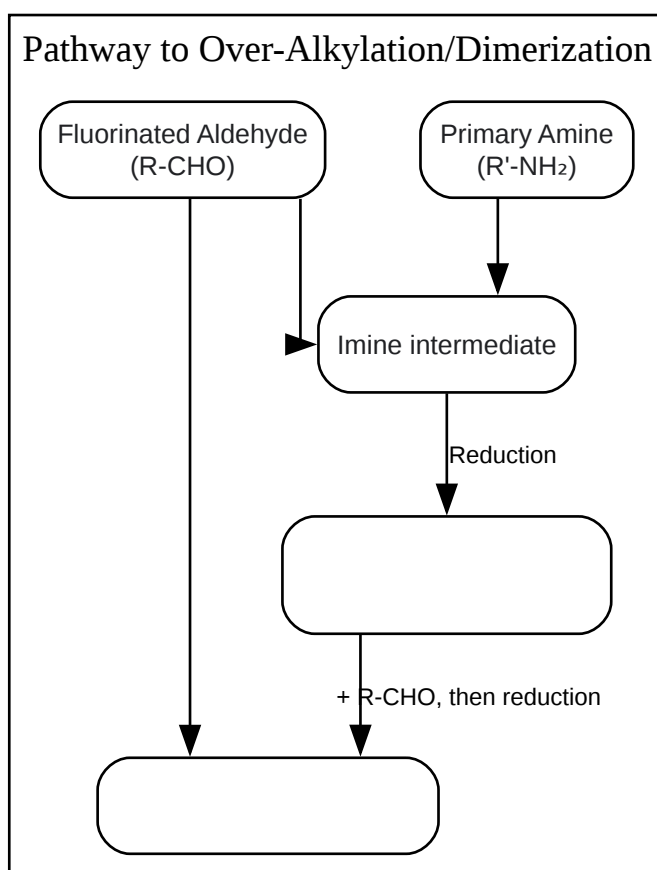 Pathway to Over-Alkylation/Dimerization
Fluorinated Aldehyde
(R-CHO)
Primary Amine
(R'-NH₂)
Imine intermediate
Reduction
+ R-CHO, then reduction